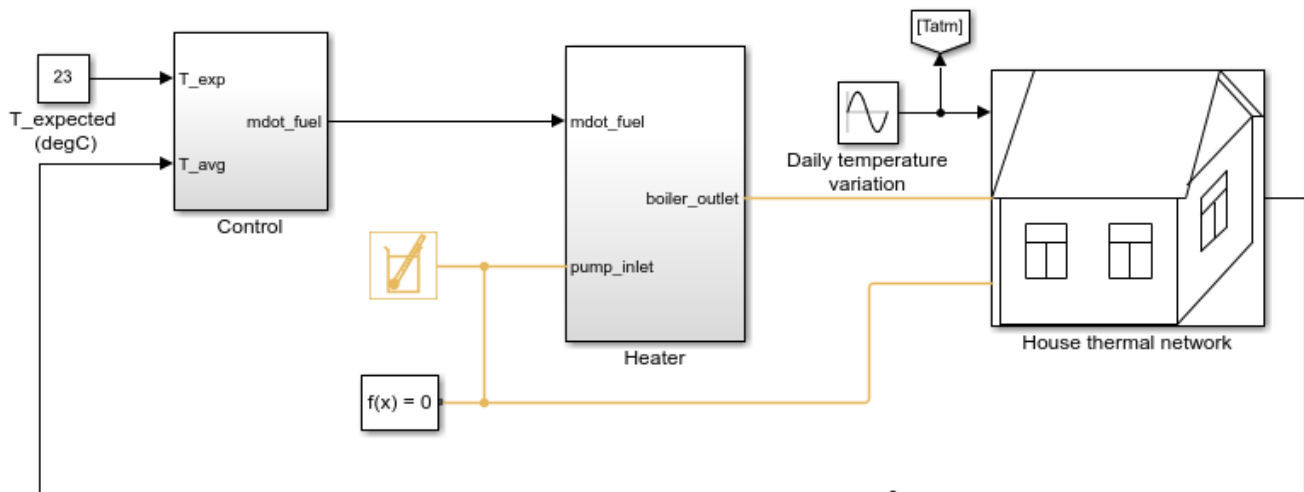 [Tatm]
23
T_exp
T_expected
(degC)
mdot_fuel
T_avg
Control
mdot_fuel
boiler_outlet
pump_inlet
Heater
Daily temperature
variation
House thermal network
f(x) = 0